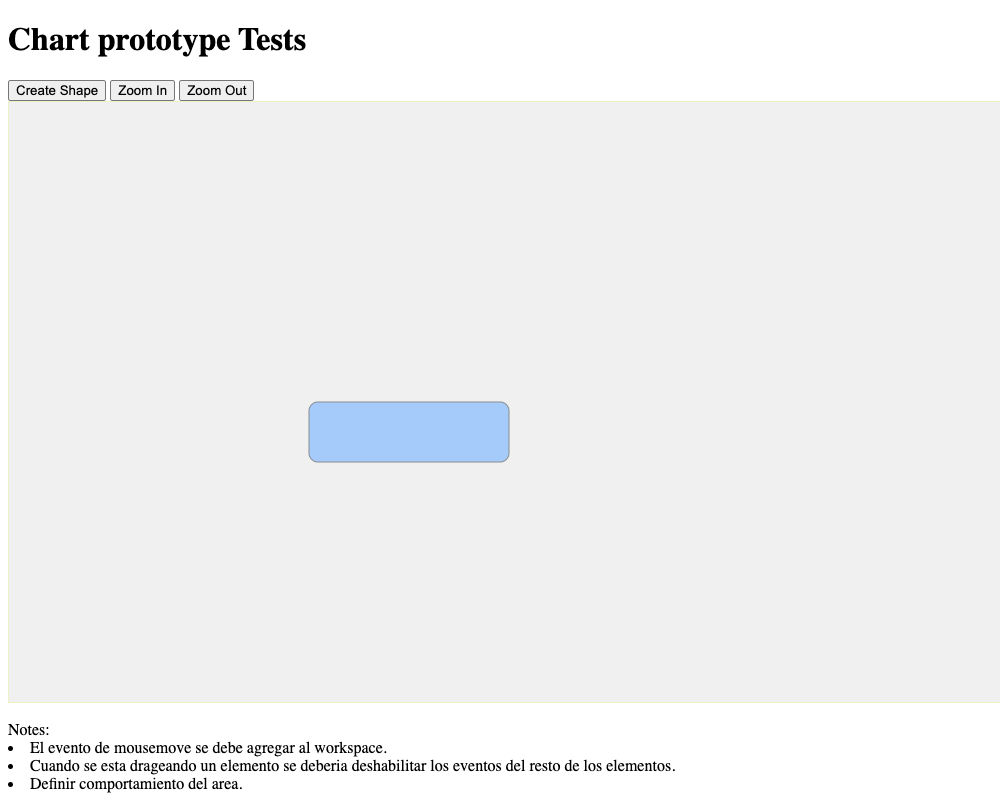 Chart prototype Tests
Create Shape Zoom In Zoom Out
Notes:
El evento de mousemove se debe agregar al workspace.
Cuando se esta drageando un elemento se deberia deshabilitar los eventos del resto de los elementos.
Definir comportamiento del area.